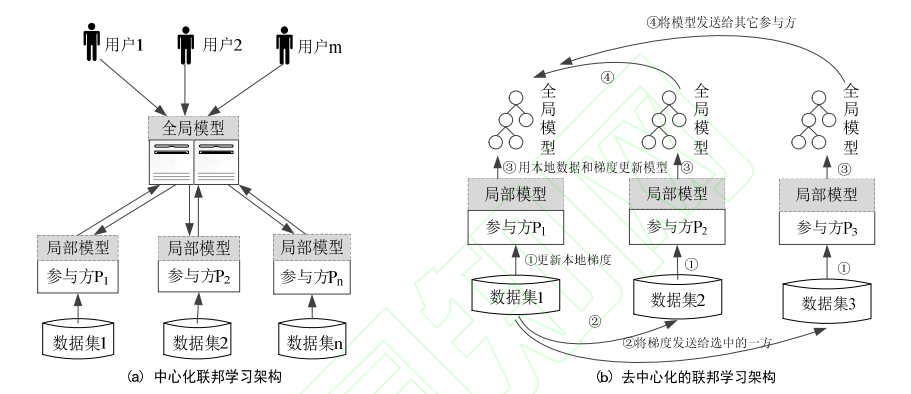 用户1
用户2
用户m
全局模型
局部模型
局部模型
局部模型
参与方P1
参与方P2
参与方Pn
数据集1
数据集2
数据集n
(a) 中心化联邦学习架构
④将模型发送给其它参与方
④
全局模型
全局模型
全局模型
③用本地数据和梯度更新模型
③
③
局部模型
局部模型
局部模型
参与方P1
参与方P2
参与方P3
①更新本地梯度
①
①
数据集1
数据集2
数据集3
②
②将梯度发送给选中的一方
(b) 去中心化的联邦学习架构